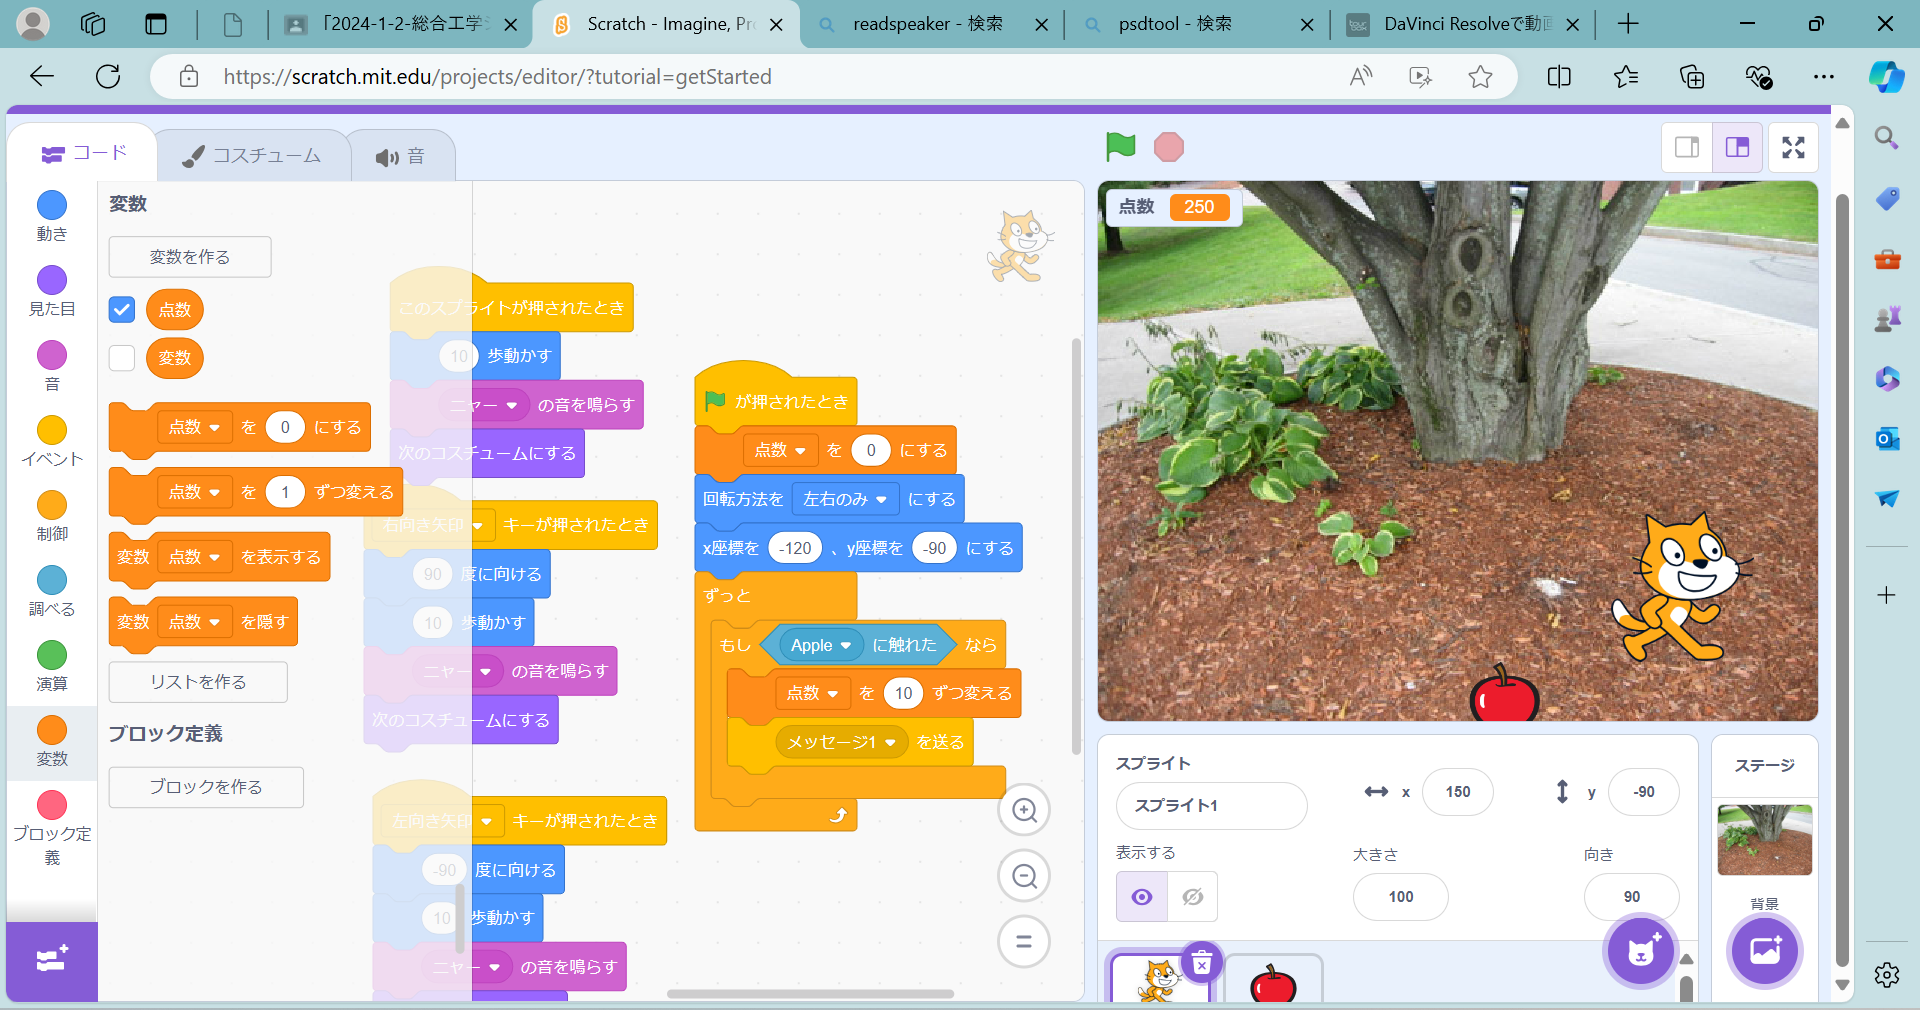 「2024-1-2-総合工学
Scratch - Imagine, Pr
readspeaker - 検索
psdtool - 検索
DaVinci Resolveで動画
https://scratch.mit.edu/projects/editor/?tutorial=getStarted
コード
コスチューム
音
動き
見た目
音
イベント
制御
調べる
演算
変数
ブロック定
義
変数
変数を作る
点数
変数
点数 を 0 にする
点数 を 1 ずつ変える
変数 点数 を表示する
変数 点数 を隠す
リストを作る
ブロック定義
ブロックを作る
このスプライトが押されたとき
10 歩動かす
ニャー の音を鳴らす
次のコスチュームにする
右向き矢印 キーが押されたとき
90 度に向ける
10 歩動かす
ニャー の音を鳴らす
次のコスチュームにする
左向き矢印 キーが押されたとき
-90 度に向ける
10 歩動かす
ニャー の音を鳴らす
が押されたとき
点数 を 0 にする
回転方法を 左右のみ にする
x座標を -120 、y座標を -90 にする
ずっと
もし Apple に触れた なら
点数 を 10 ずつ変える
メッセージ1 を送る
点数 250
スプライト
スプライト1
x 150
y -90
表示する
大きさ
100
向き
90
ステージ
背景